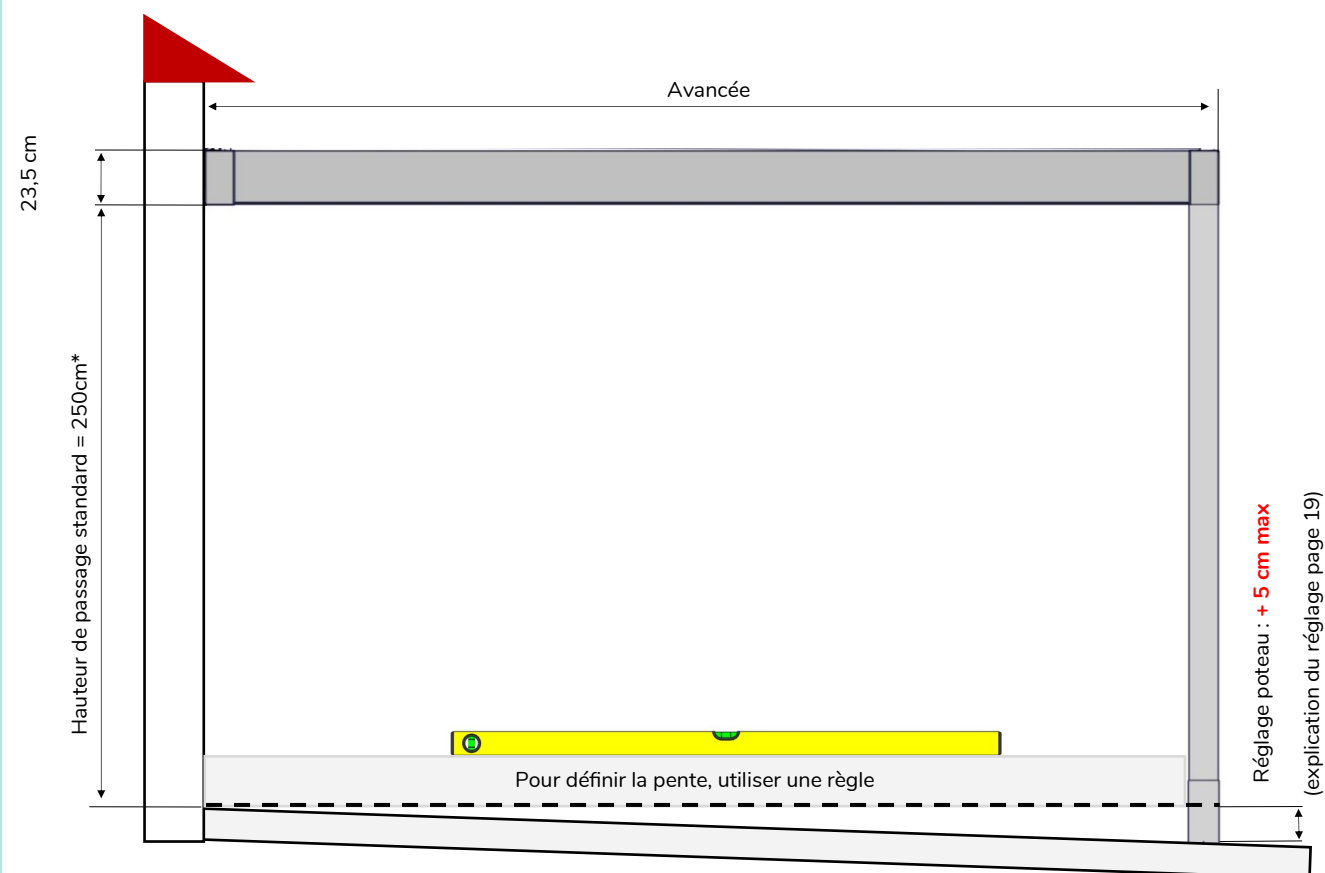 Avancée
23,5 cm
Hauteur de passage standard = 250cm*
Pour définir la pente, utiliser une règle
Réglage poteau : + 5 cm max
(explication du réglage page 19)